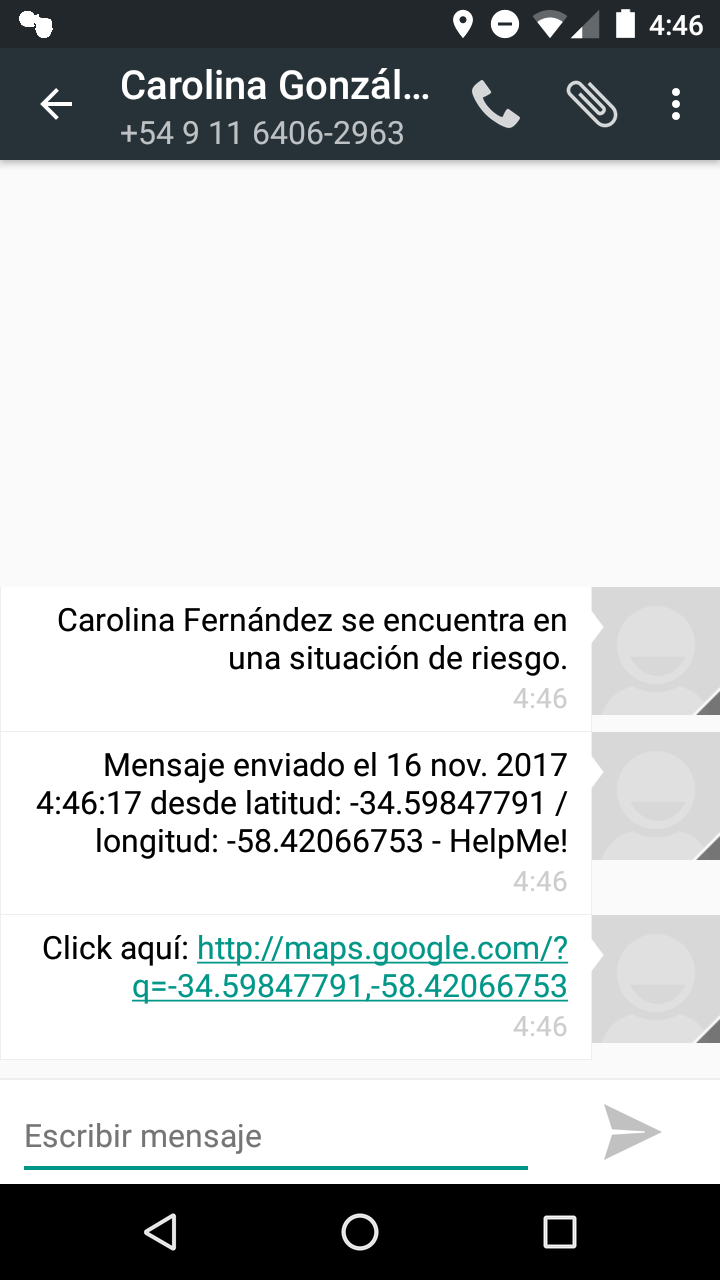 4:46
Carolina Gonzál...
+54 9 11 6406-2963
Carolina Fernández se encuentra en
una situación de riesgo.
4:46
Mensaje enviado el 16 nov. 2017
4:46:17 desde latitud: -34.59847791 /
longitud: -58.42066753 - HelpMe!
4:46
Click aquí: http://maps.google.com/?
q=-34.59847791,-58.42066753
4:46
Escribir mensaje